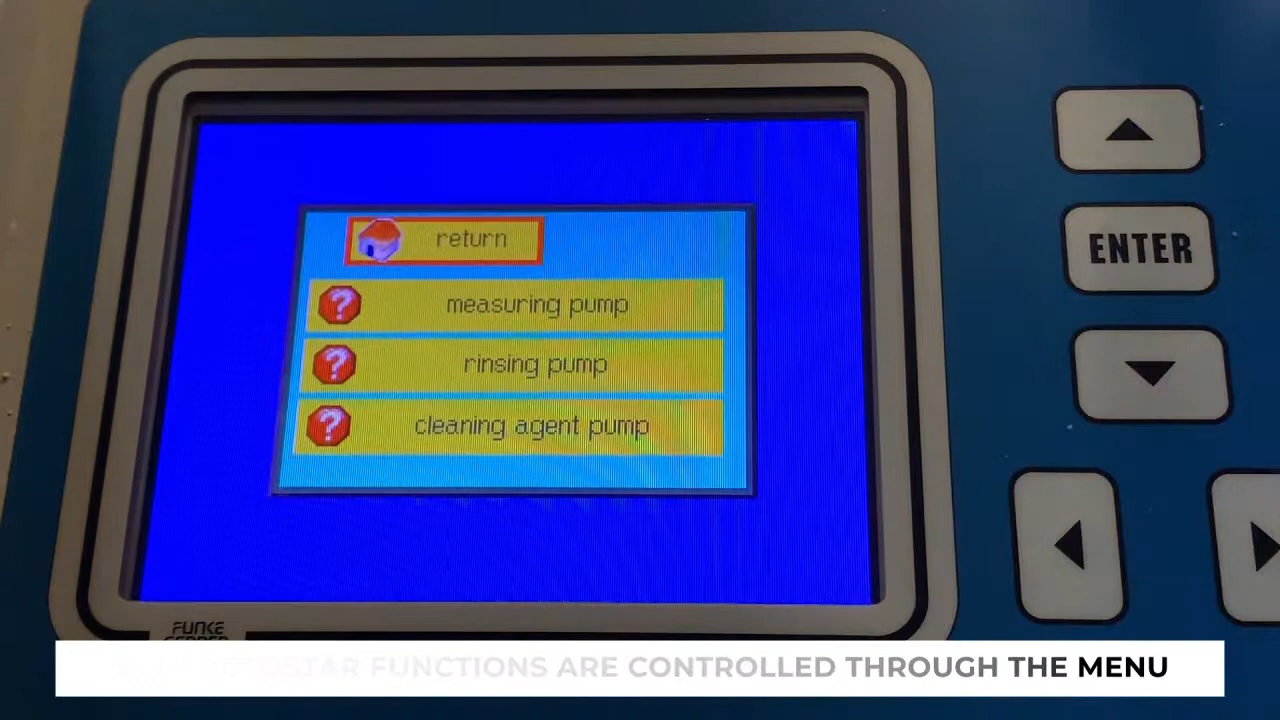 return
measuring pump
rinsing pump
cleaning agent pump
ENTER
FUNKE
FUNCTIONS ARE CONTROLLED THROUGH THE MENU